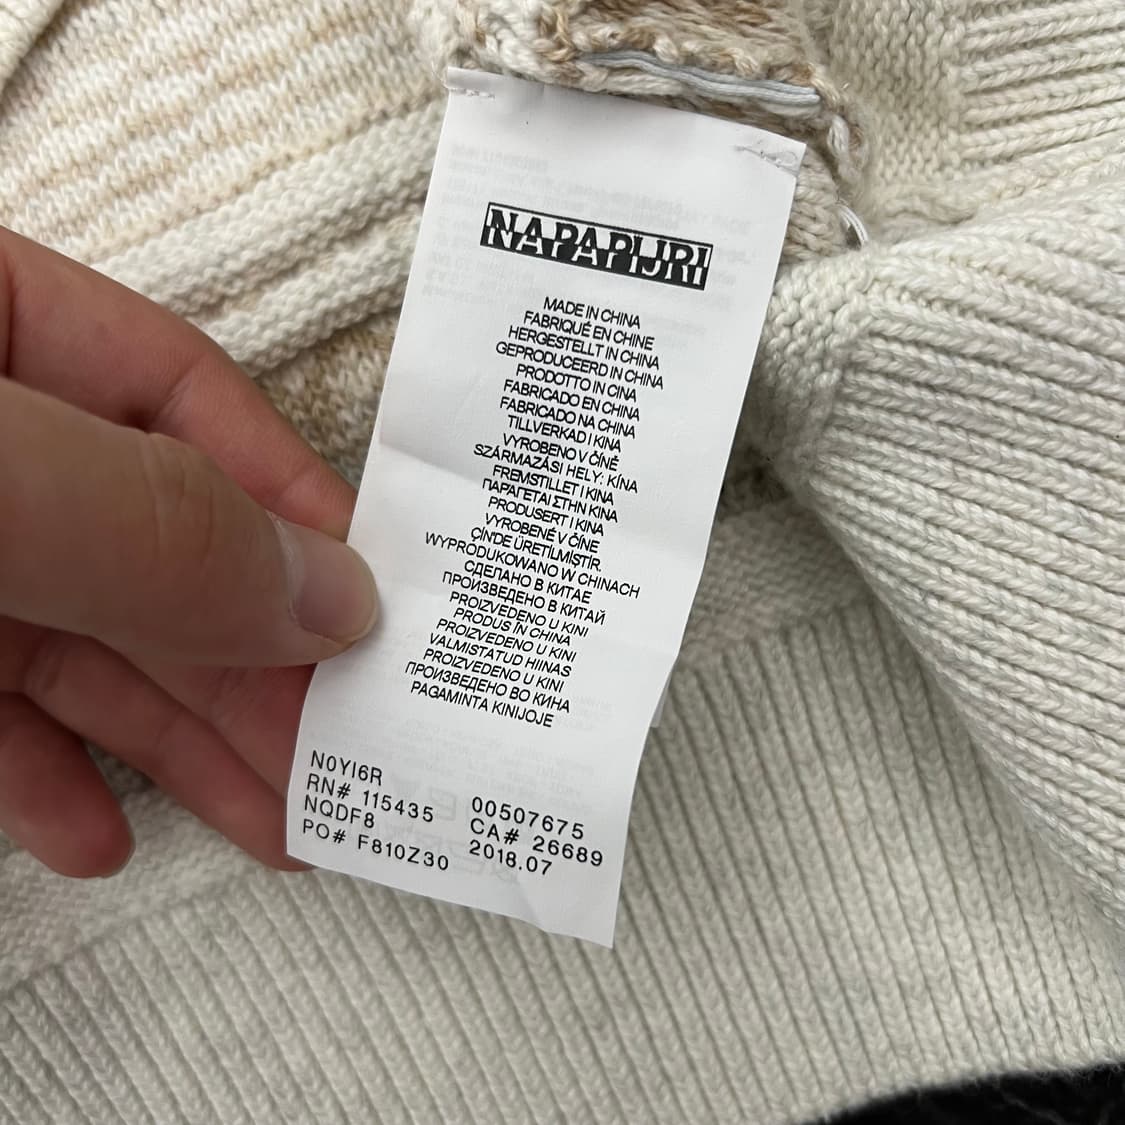 NAPAPIJRI
MADE IN CHINA
FABRIQUÉ EN CHINE
HERGESTELLT IN CHINA
GEPRODUCEERD IN CHINA
PRODOTTO IN CINA
FABRICADO EN CHINA
FABRICADO NA CHINA
TILLVERKAD I KINA
VYROBENO V ČÍNĚ
SZÁRMAZÁSI HELY: KÍNA
FREMSTILLET I KINA
ΠΑΡΑΓΕΤΑΙ ΣΤΗΝ ΚΙΝΑ
PRODUSERT I KINA
VYROBENÉ V ČÍNE
ÇIN'DE ÜRETİLMİŞTİR.
WYPRODUKOWANO W CHINACH
СДЕЛАНО В КИТАЕ
ПРОИЗВЕДЕНО В КИТАЙ
PROIZVEDENO U KINI
PRODUS ÎN CHINA
PROIZVEDENO U KINI
VALMISTATUD HIINAS
PROIZVEDENO U KINI
ПРОИЗВЕДЕНО ВО КИНА
PAGAMINTA KINIJOJE
N0YI6R 00507675
RN# 115435 CA# 26689
NQDF8 2018.07
PO# F810Z30